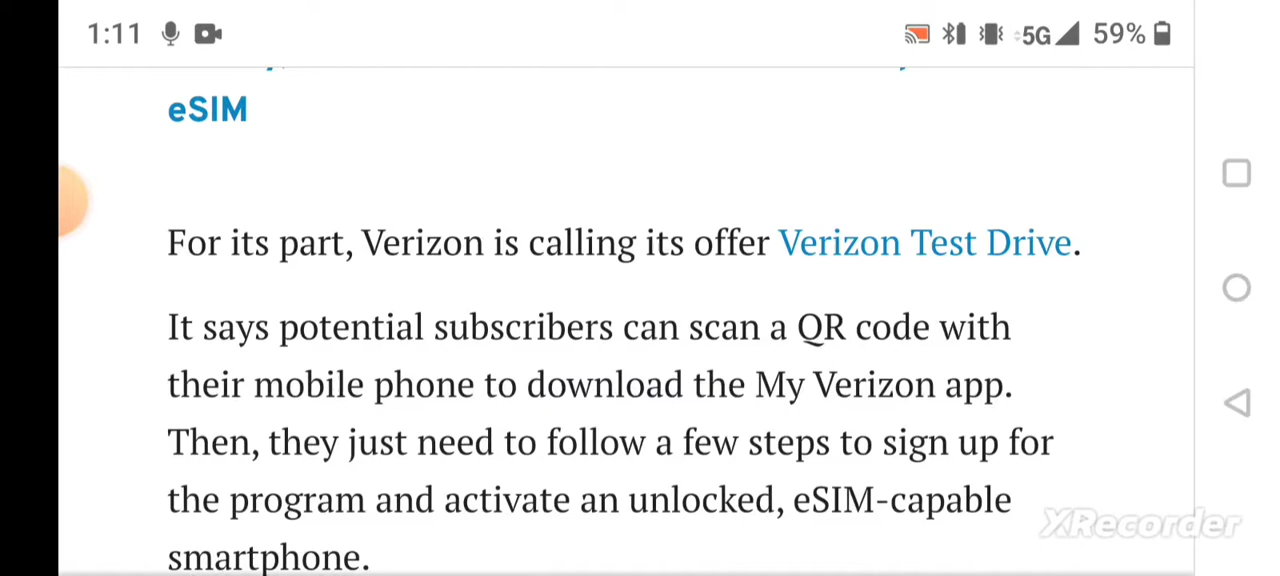 1:11 5G 59%
eSIM
For its part, Verizon is calling its offer Verizon Test Drive.
It says potential subscribers can scan a QR code with
their mobile phone to download the My Verizon app.
Then, they just need to follow a few steps to sign up for
the program and activate an unlocked, eSIM-capable
smartphone.
XRecorder